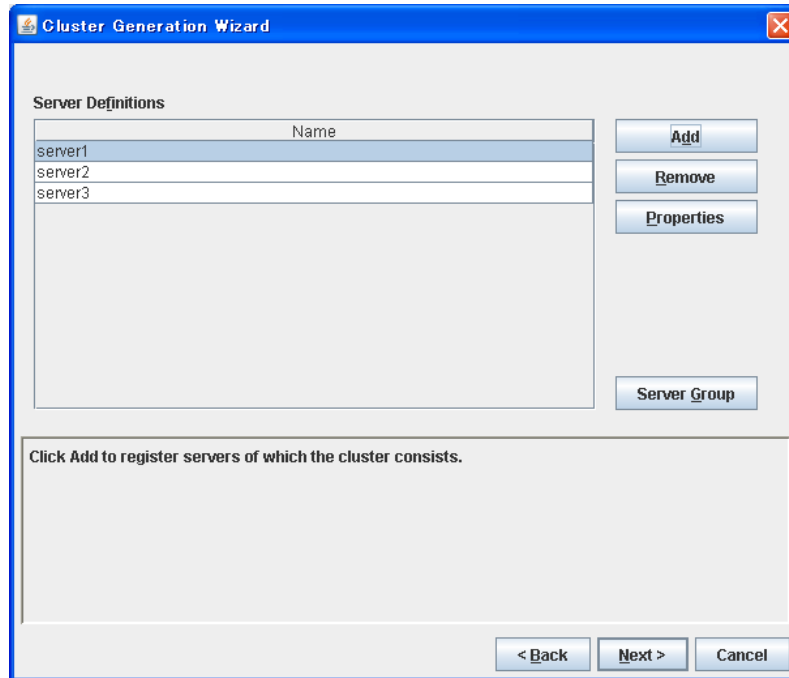 Cluster Generation Wizard
Server Definitions
Name
server1
server2
server3
Add
Remove
Properties
Server Group
Click Add to register servers of which the cluster consists.
< Back
Next >
Cancel